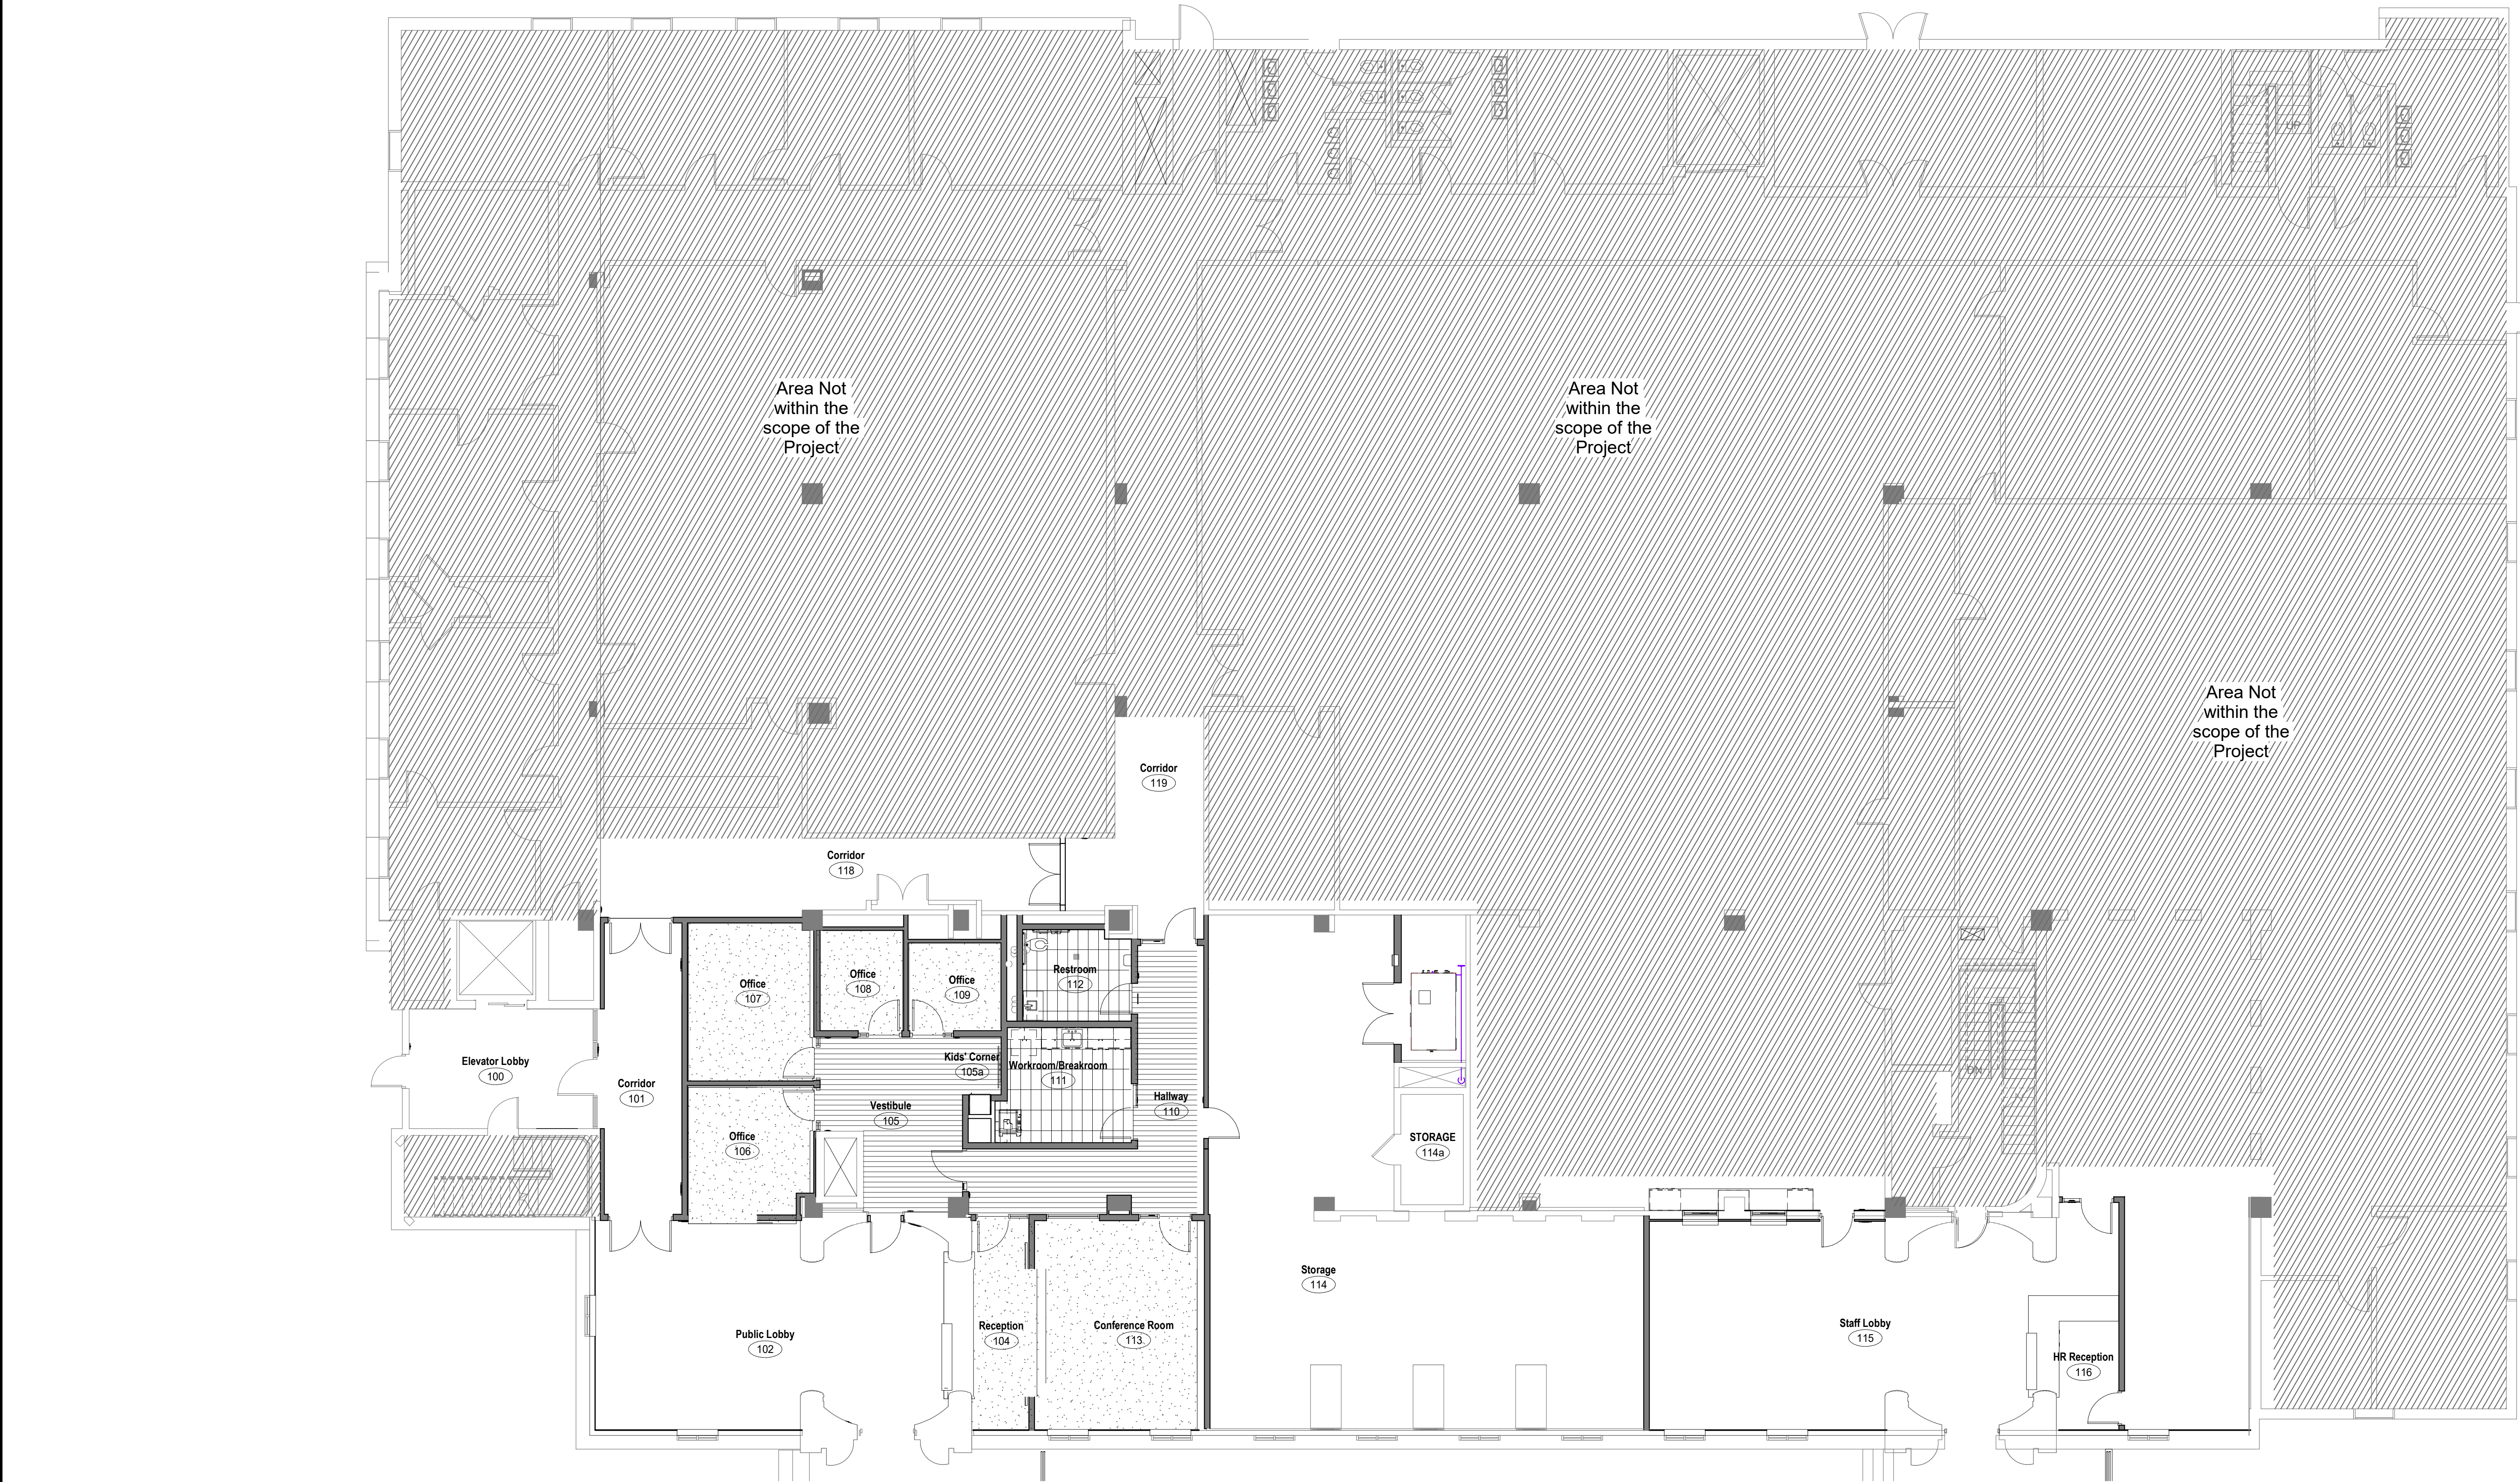 UP
Area Not
within the
scope of the
Project
Area Not
within the
scope of the
Project
Area Not
within the
scope of the
Project
Corridor
119
Corridor
118
Office
107
Office
108
Office
109
Restroom
112
Elevator Lobby
100
Corridor
101
Kids' Corner
105a
Workroom/Breakroom
111
Vestibule
105
Hallway
110
Office
106
STORAGE
114a
DN
Public Lobby
102
Reception
104
Conference Room
113
Storage
114
Staff Lobby
115
HR Reception
116